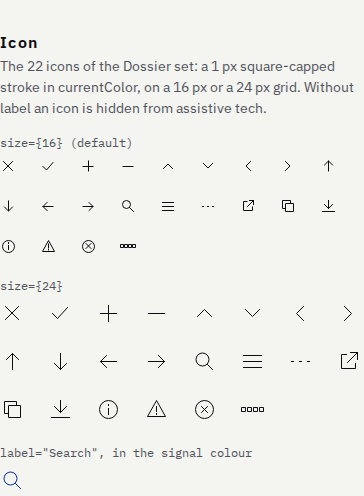 Icon
The 22 icons of the Dossier set: a 1 px square-capped
stroke in currentColor, on a 16 px or a 24 px grid. Without
label an icon is hidden from assistive tech.
size={16} (default)
size={24}
label="Search", in the signal colour